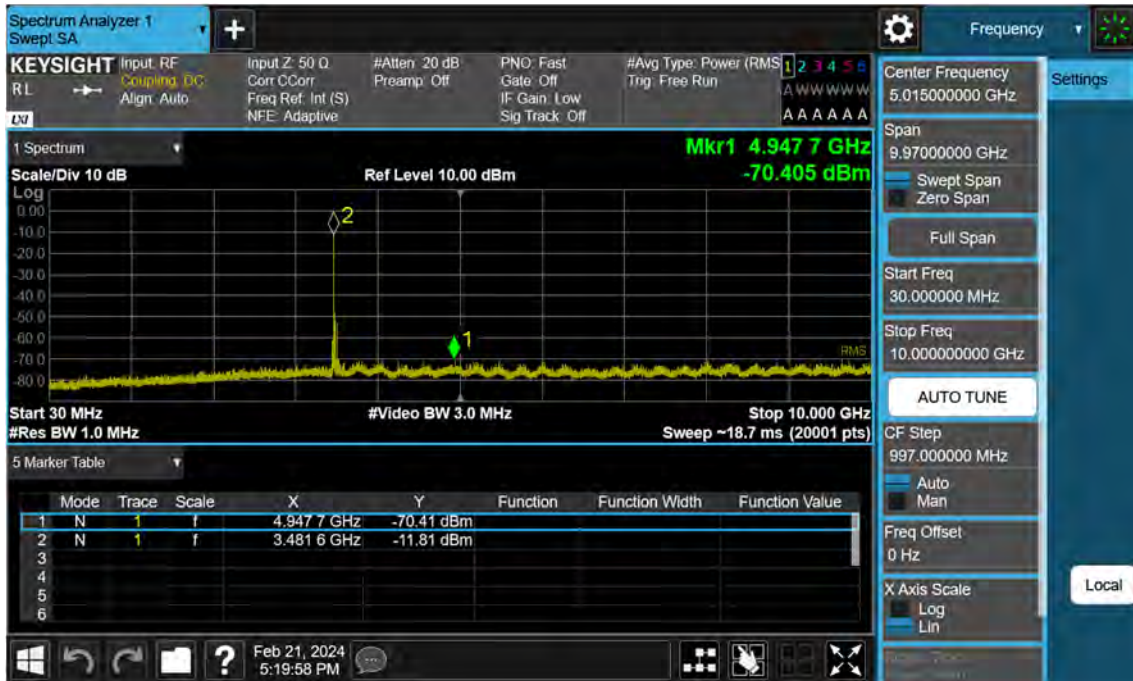 Spectrum Analyzer 1
Swept SA
+
Frequency
KEYSIGHT
RL
LXI
Input: RF
Coupling: DC
Align: Auto
Input Z: 50 Ω
Corr CCorr
Freq Ref: Int (S)
NFE: Adaptive
#Atten: 20 dB
Preamp: Off
PNO: Fast
Gate: Off
IF Gain: Low
Sig Track: Off
#Avg Type: Power (RMS
Trig: Free Run
1 2 3 4 5 6
A W W W W W
A A A A A A
1 Spectrum
Scale/Div 10 dB
Ref Level 10.00 dBm
Mkr1 4.947 7 GHz
-70.405 dBm
Log
0.00
-10.0
-20.0
-30.0
-40.0
-50.0
-60.0
-70.0
-80.0
2
1
RMS
Start 30 MHz
#Video BW 3.0 MHz
Stop 10.000 GHz
#Res BW 1.0 MHz
Sweep ~18.7 ms (20001 pts)
5 Marker Table
Mode Trace Scale X Y Function Function Width Function Value
1 N 1 f 4.947 7 GHz -70.41 dBm
2 N 1 f 3.481 6 GHz -11.81 dBm
3
4
5
6
?
Feb 21, 2024
5:19:58 PM
Center Frequency
5.015000000 GHz
Settings
Span
9.97000000 GHz
Swept Span
Zero Span
Full Span
Start Freq
30.000000 MHz
Stop Freq
10.000000000 GHz
AUTO TUNE
CF Step
997.000000 MHz
Auto
Man
Freq Offset
0 Hz
X Axis Scale
Log
Lin
Local